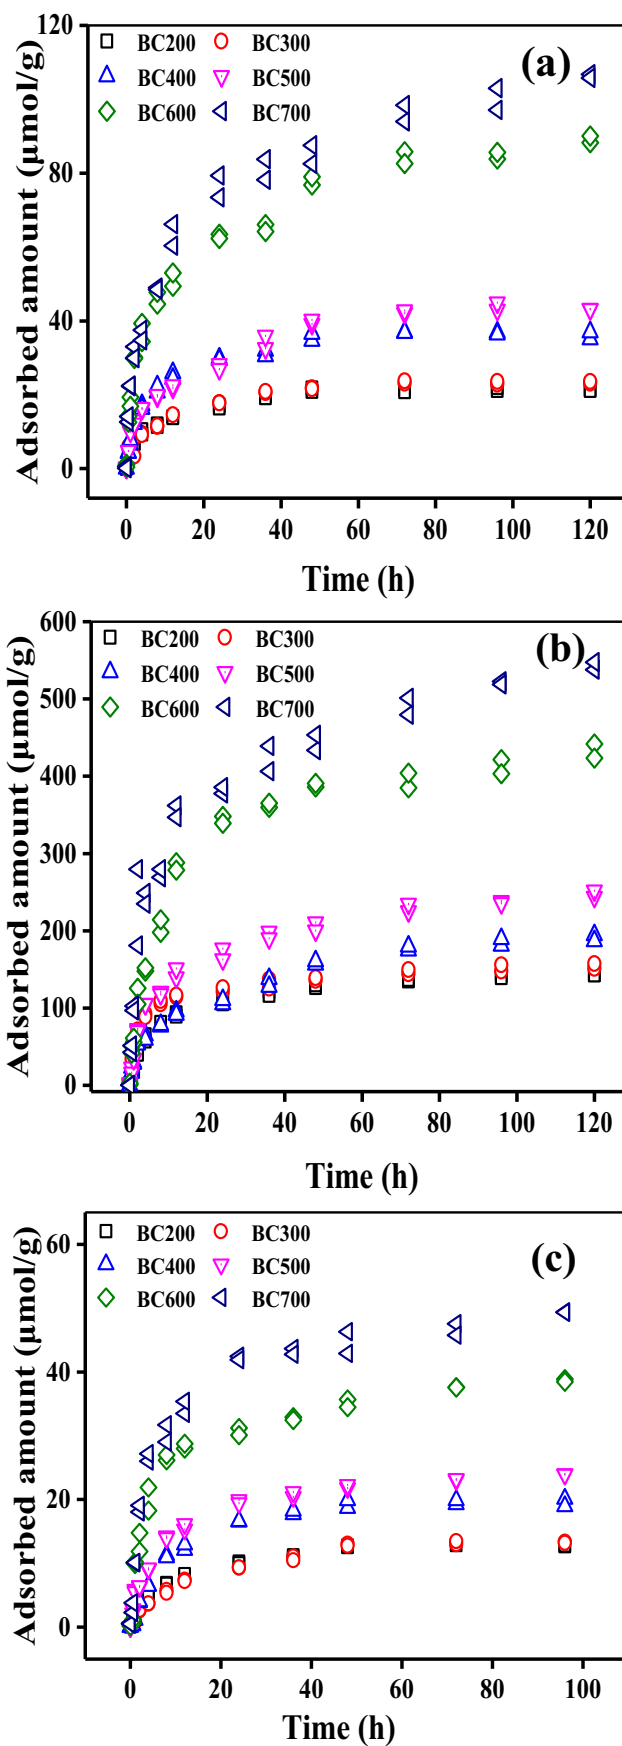 120
(a)
BC200 BC300
BC400 BC500
BC600 BC700
80
40
0
Adsorbed amount (μmol/g)
0 20 40 60 80 100 120
Time (h)
600
(b)
BC200 BC300
BC400 BC500
BC600 BC700
500
400
300
200
100
0
Adsorbed amount (μmol/g)
0 20 40 60 80 100 120
Time (h)
60
(c)
BC200 BC300
BC400 BC500
BC600 BC700
40
20
0
Adsorbed amount (μmol/g)
0 20 40 60 80 100
Time (h)